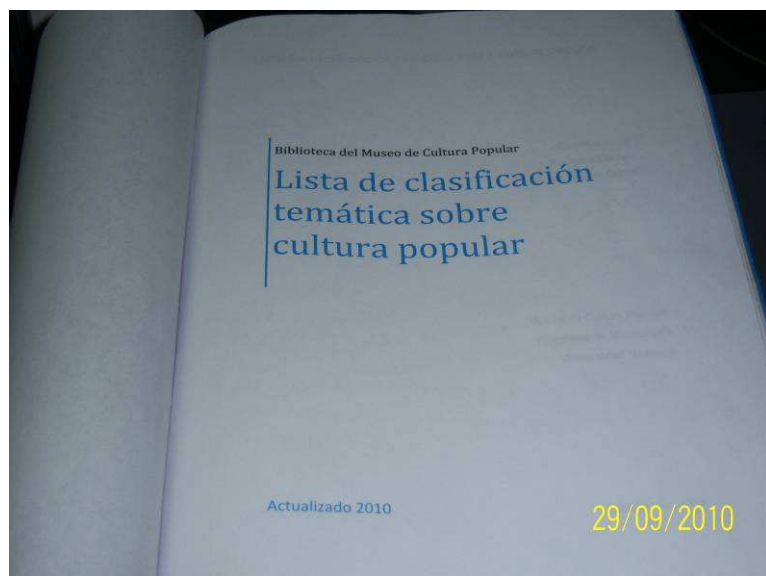 Biblioteca del Museo de Cultura Popular
Lista de clasificación
temática sobre
cultura popular
Actualizado 2010
29/09/2010